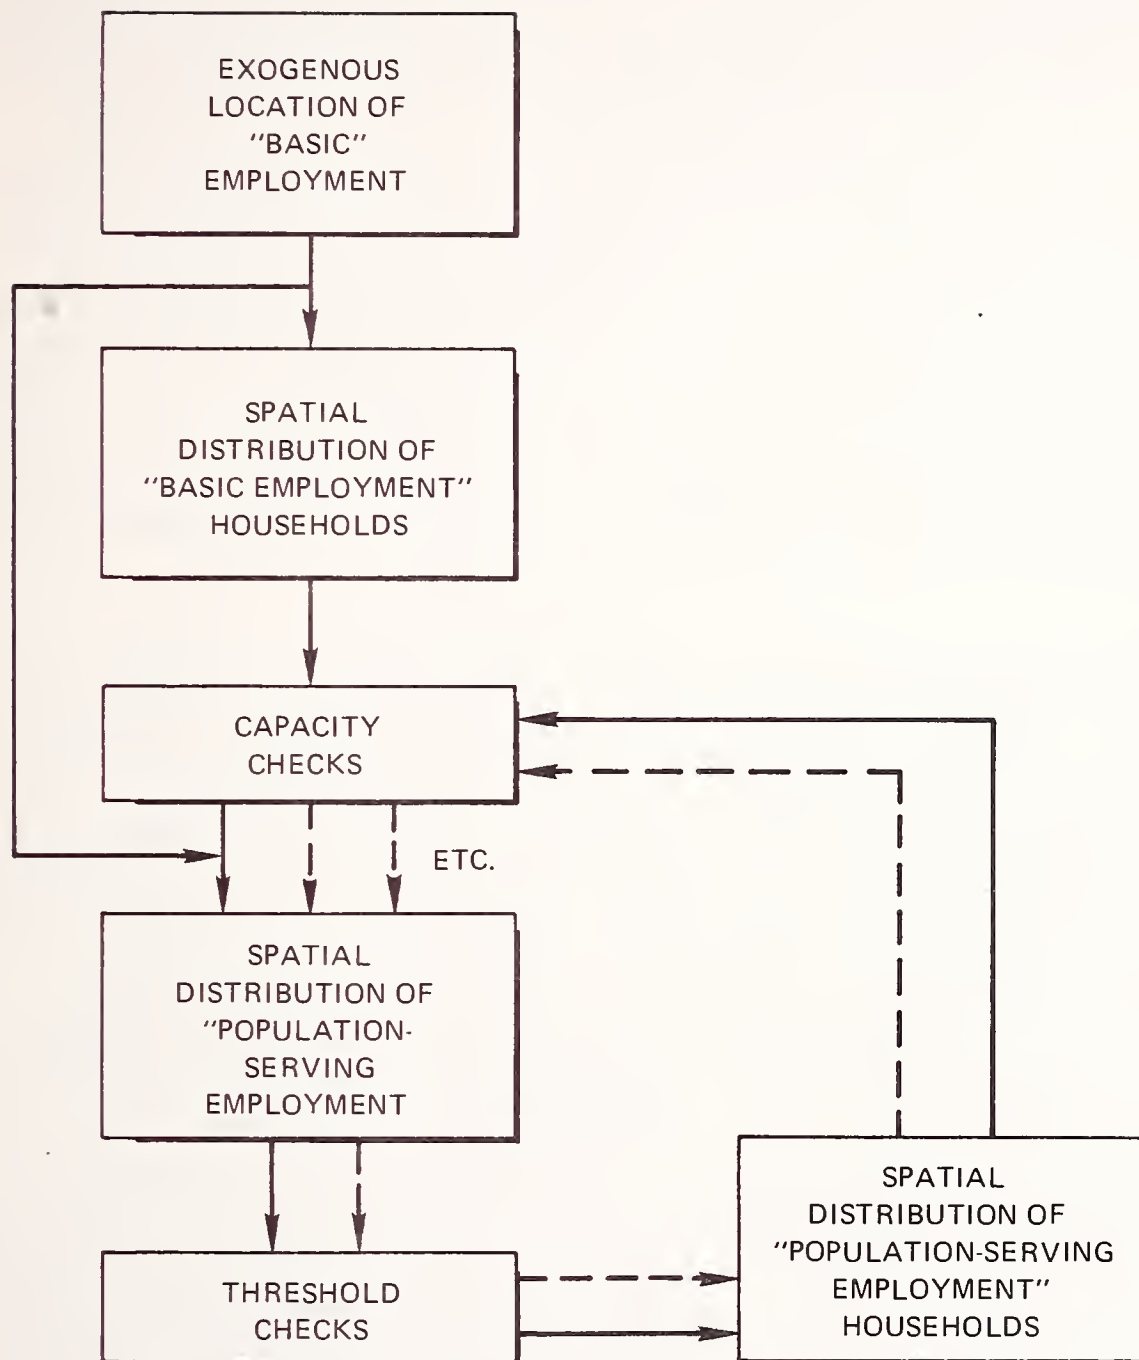 EXOGENOUS
LOCATION OF
"BASIC"
EMPLOYMENT
SPATIAL
DISTRIBUTION OF
"BASIC EMPLOYMENT"
HOUSEHOLDS
CAPACITY
CHECKS
ETC.
SPATIAL
DISTRIBUTION OF
"POPULATION-
SERVING
EMPLOYMENT
THRESHOLD
CHECKS
SPATIAL
DISTRIBUTION OF
"POPULATION-SERVING
EMPLOYMENT"
HOUSEHOLDS